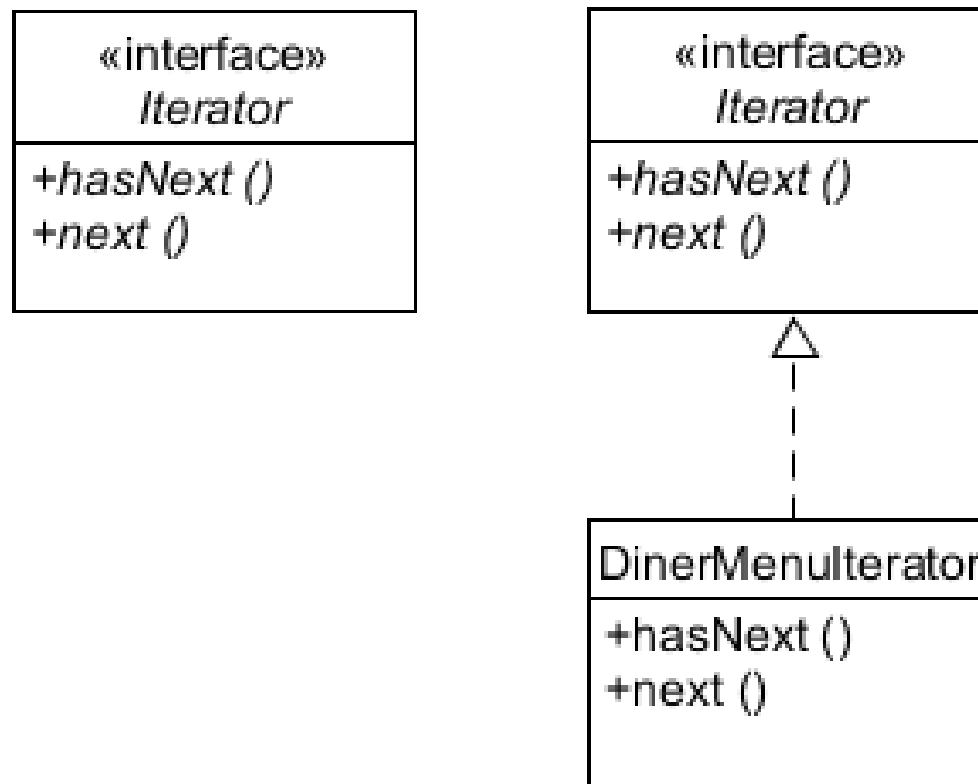 «interface»
Iterator
+hasNext ()
+next ()
«interface»
Iterator
+hasNext ()
+next ()
DinerMenuIterator
+hasNext ()
+next ()